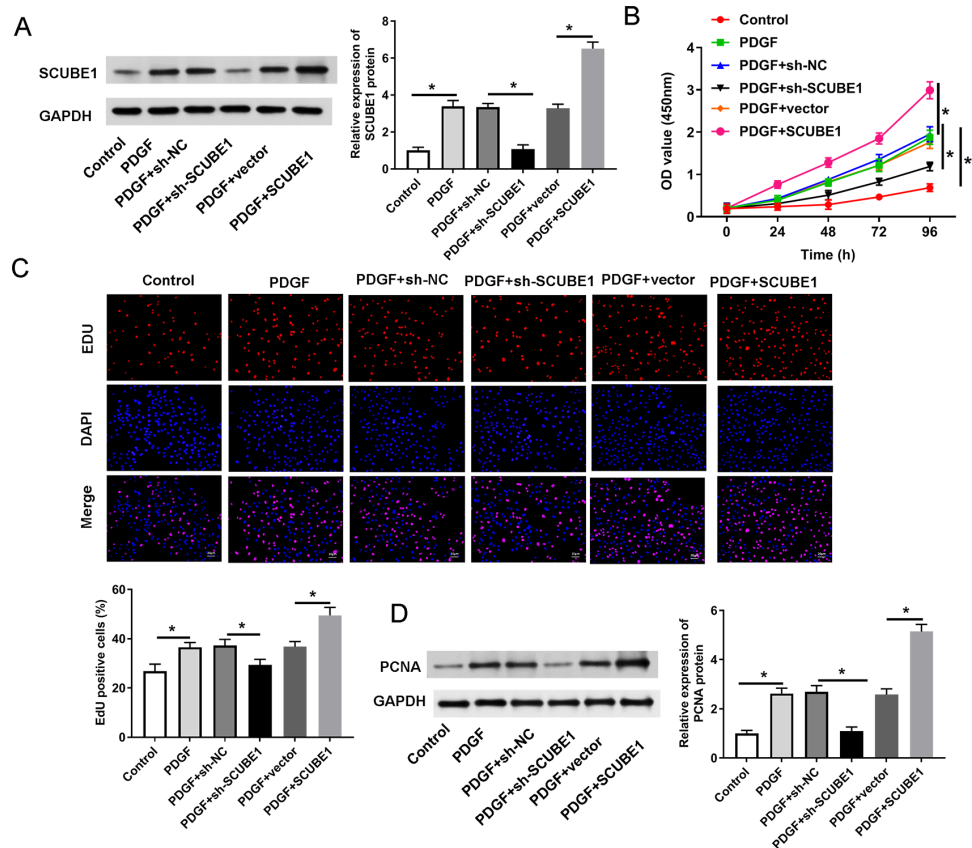 A
SCUBE1
GAPDH
Control
PDGF
PDGF+sh-NC
PDGF+sh-SCUBE1
PDGF+vector
PDGF+SCUBE1
Relative expression of
SCUBE1 protein
8
6
4
2
0
*
*
*
Control
PDGF
PDGF+sh-NC
PDGF+sh-SCUBE1
PDGF+vector
PDGF+SCUBE1
B
OD value (450nm)
4
3
2
1
0
0
24
48
72
96
Time (h)
Control
PDGF
PDGF+sh-NC
PDGF+sh-SCUBE1
PDGF+vector
PDGF+SCUBE1
*
*
*
C
Control
PDGF
PDGF+sh-NC
PDGF+sh-SCUBE1
PDGF+vector
PDGF+SCUBE1
EDU
DAPI
Merge
EdU positive cells (%)
60
40
20
0
*
*
*
Control
PDGF
PDGF+sh-NC
PDGF+sh-SCUBE1
PDGF+vector
PDGF+SCUBE1
D
PCNA
GAPDH
Control
PDGF
PDGF+sh-NC
PDGF+sh-SCUBE1
PDGF+vector
PDGF+SCUBE1
Relative expression of
PCNA protein
6
4
2
0
*
*
*
Control
PDGF
PDGF+sh-NC
PDGF+sh-SCUBE1
PDGF+vector
PDGF+SCUBE1